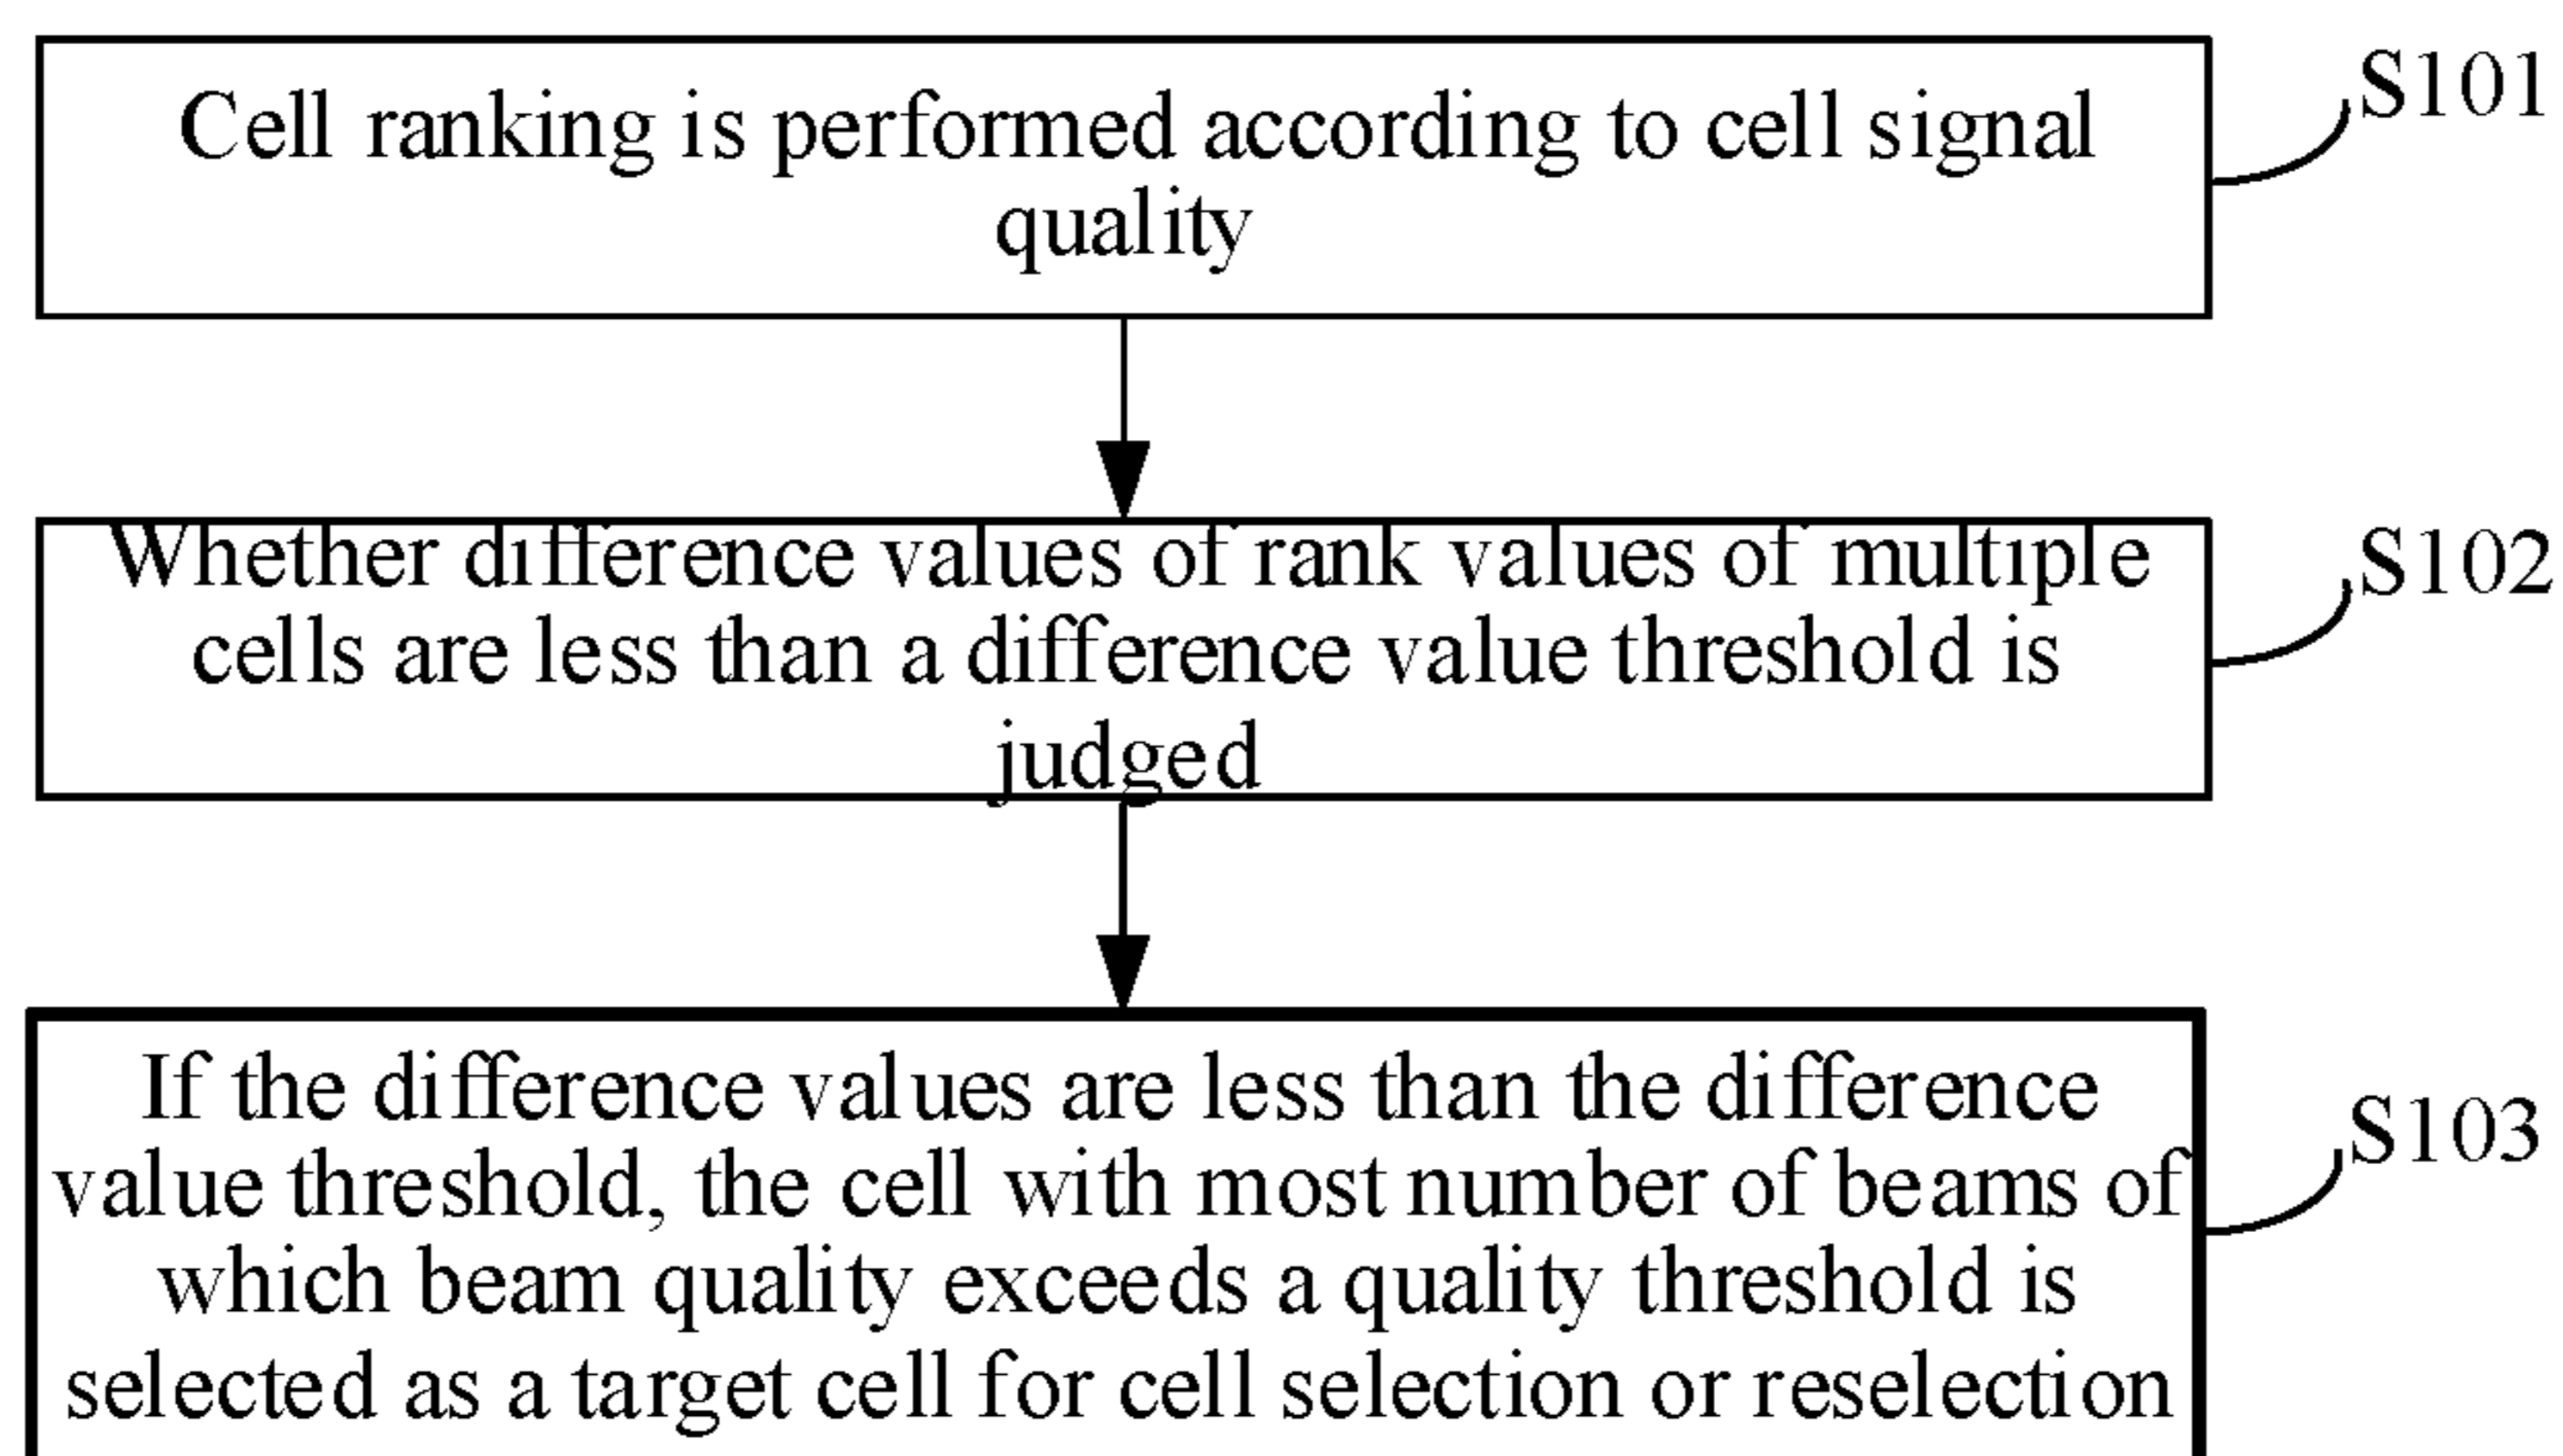 Cell ranking is performed according to cell signal
quality
S101
Whether difference values of rank values of multiple
cells are less than a difference value threshold is
judged
S102
If the difference values are less than the difference
value threshold, the cell with most number of beams of
which beam quality exceeds a quality threshold is
selected as a target cell for cell selection or reselection
S103